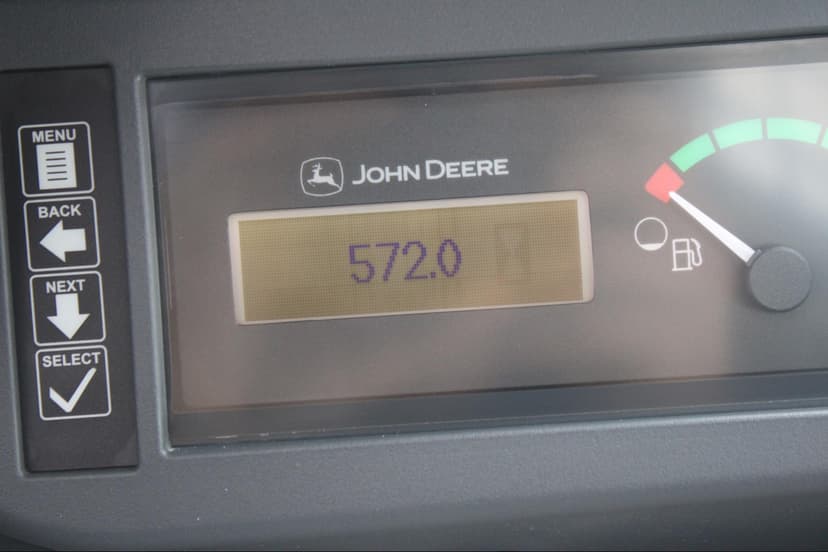 MENU
BACK
NEXT
SELECT
JOHN DEERE
572.0